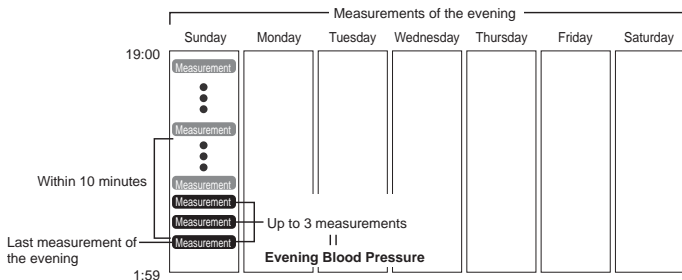 Measurements of the evening
Sunday Monday Tuesday Wednesday Thursday Friday Saturday
19:00
Measurement
Measurement
Within 10 minutes
Measurement
Measurement
Measurement
Up to 3 measurements
Last measurement of
the evening
Measurement
=
Evening Blood Pressure
1:59